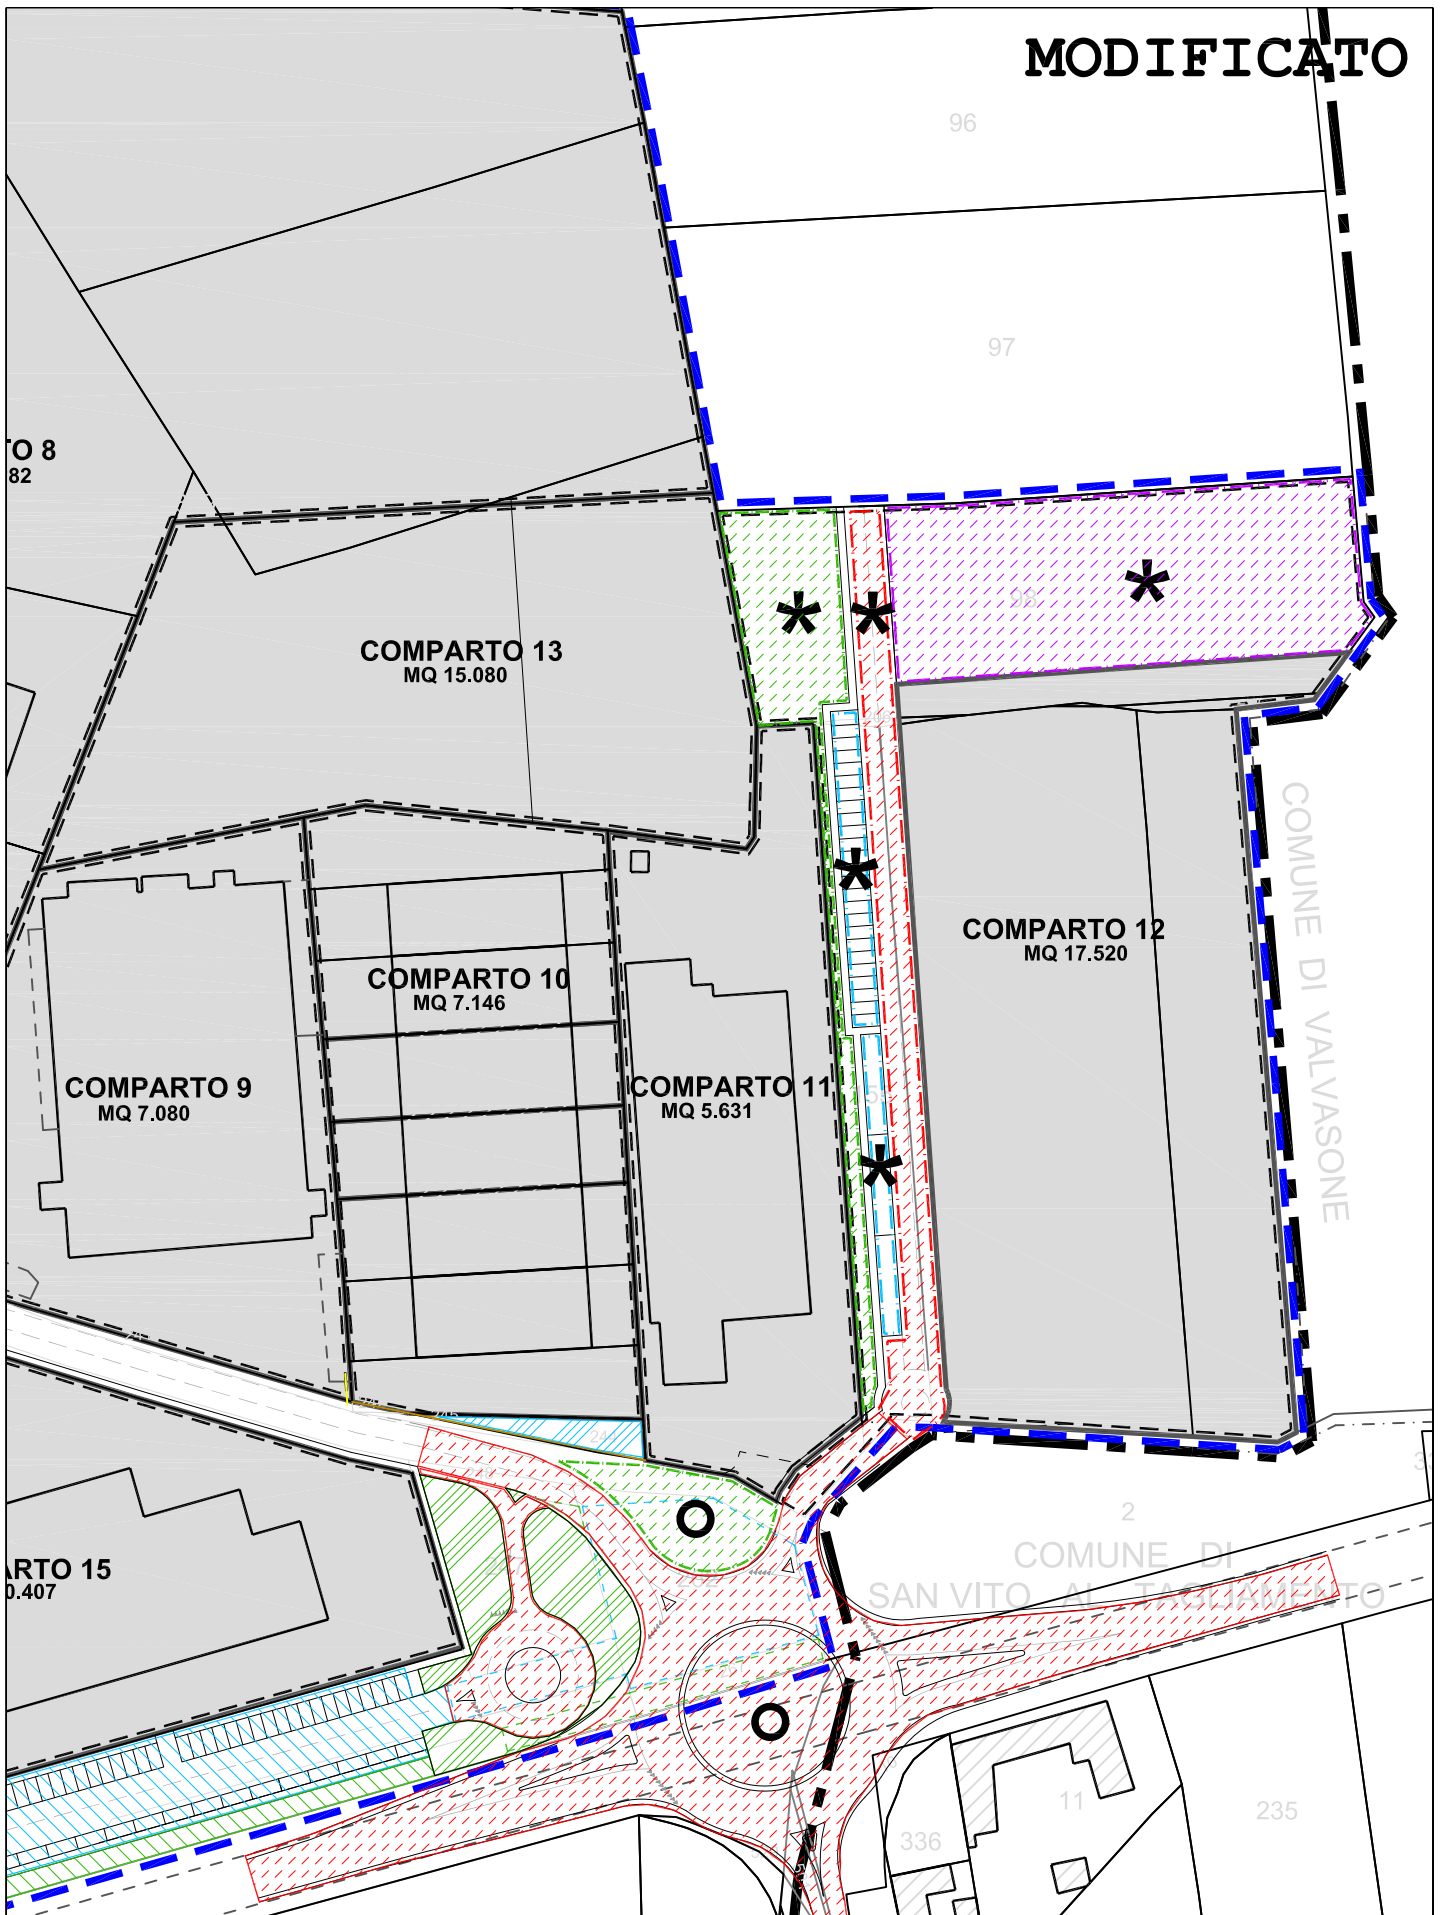 MODIFICATO
96
97
TO 8
82
98
COMPARTO 13
MQ 15.080
COMPARTO 12
MQ 17.520
COMUNE DI VALVASONE
COMPARTO 10
MQ 7.146
COMPARTO 9
MQ 7.080
COMPARTO 11
MQ 5.631
2
COMUNE DI
SAN VITO AL TAGLIAMENTO
ARTO 15
0.407
11
235
336